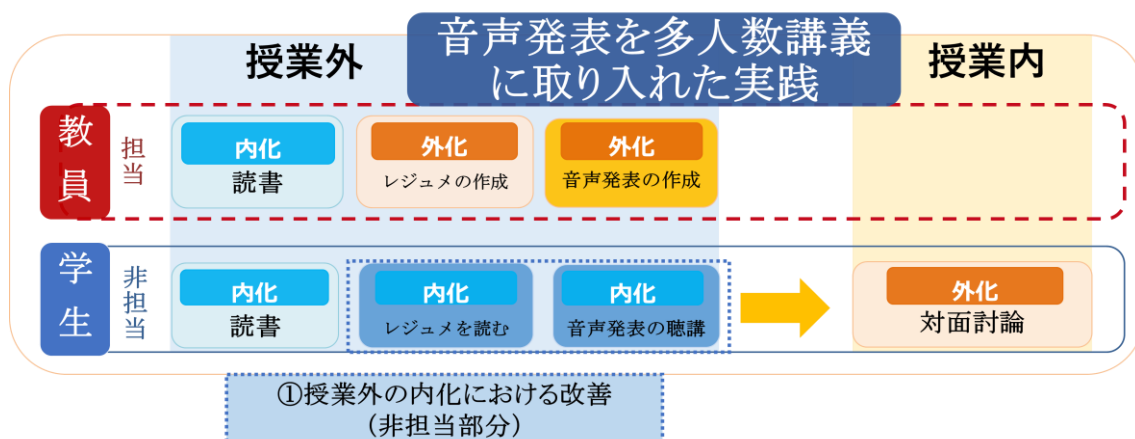 音声発表を多人数講義
に取り入れた実践
授業外
授業内
教員
担当
内化
読書
外化
レジュメの作成
外化
音声発表の作成
学生
非担当
内化
読書
内化
レジュメを読む
内化
音声発表の聴講
外化
対面討論
①授業外の内化における改善
(非担当部分)